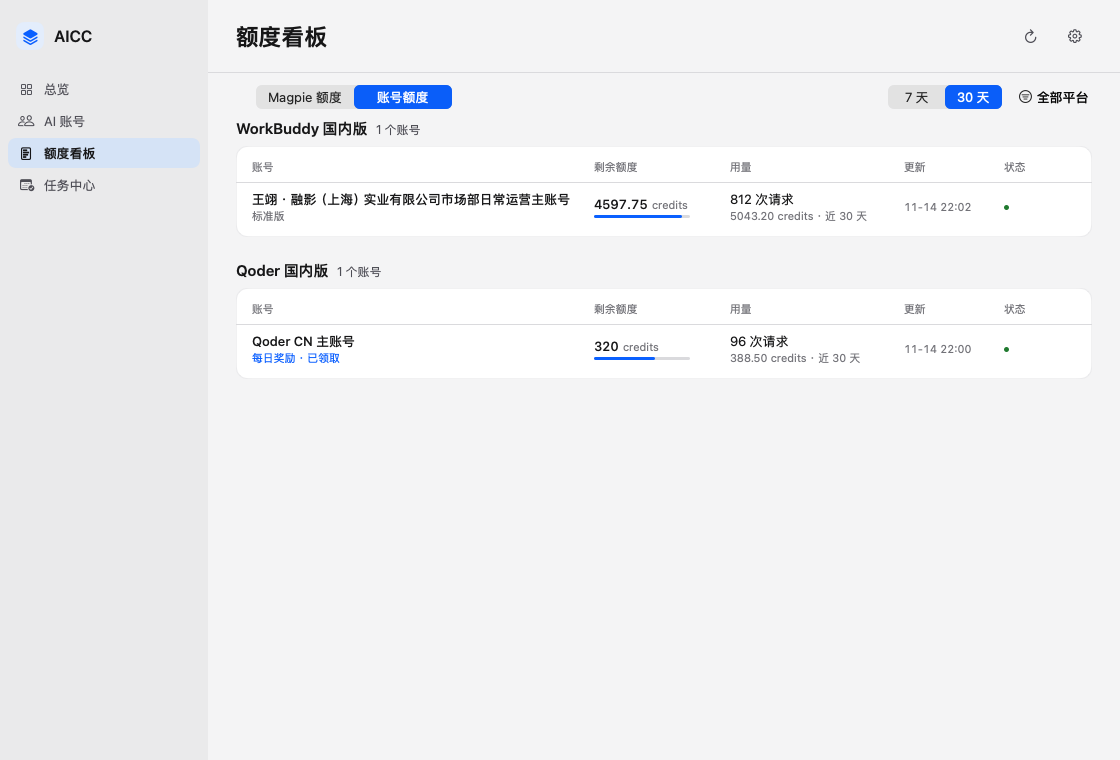 AICC
额度看板
总览
AI 账号
额度看板
任务中心
Magpie 额度 账号额度 7 天 30 天 全部平台
WorkBuddy 国内版 1 个账号
账号 剩余额度 用量 更新 状态
王翊 · 融影（上海）实业有限公司市场部日常运营主账号 4597.75 credits 812 次请求 11-14 22:02
标准版 5043.20 credits · 近 30 天
Qoder 国内版 1 个账号
账号 剩余额度 用量 更新 状态
Qoder CN 主账号 320 credits 96 次请求 11-14 22:00
每日奖励 · 已领取 388.50 credits · 近 30 天